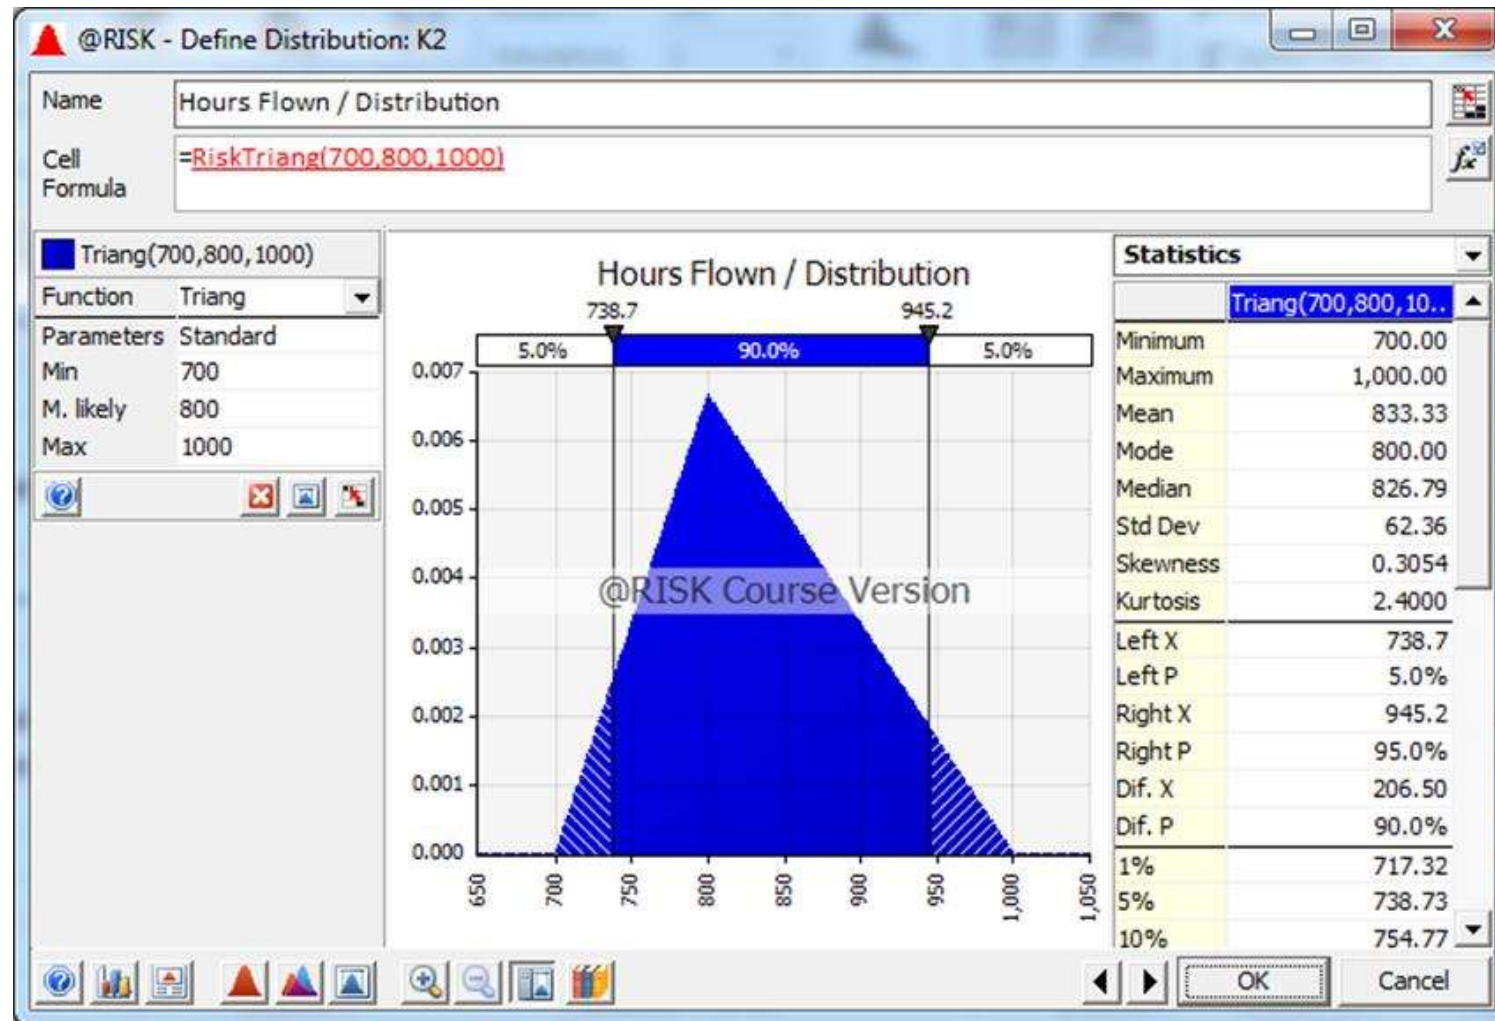 @RISK - Define Distribution: K2
Name Hours Flown / Distribution
Cell Formula =RiskTriang(700,800,1000)
Triang(700,800,1000)
Function Triang
Parameters Standard
Min 700
M. likely 800
Max 1000
Hours Flown / Distribution
738.7 945.2
5.0% 90.0% 5.0%
0.007
0.006
0.005
0.004
0.003
0.002
0.001
0.000
@RISK Course Version
650 700 750 800 850 900 950 1,000 1,050
Statistics
Triang(700,800,10..
Minimum 700.00
Maximum 1,000.00
Mean 833.33
Mode 800.00
Median 826.79
Std Dev 62.36
Skewness 0.3054
Kurtosis 2.4000
Left X 738.7
Left P 5.0%
Right X 945.2
Right P 95.0%
Dif. X 206.50
Dif. P 90.0%
1% 717.32
5% 738.73
10% 754.77
OK Cancel